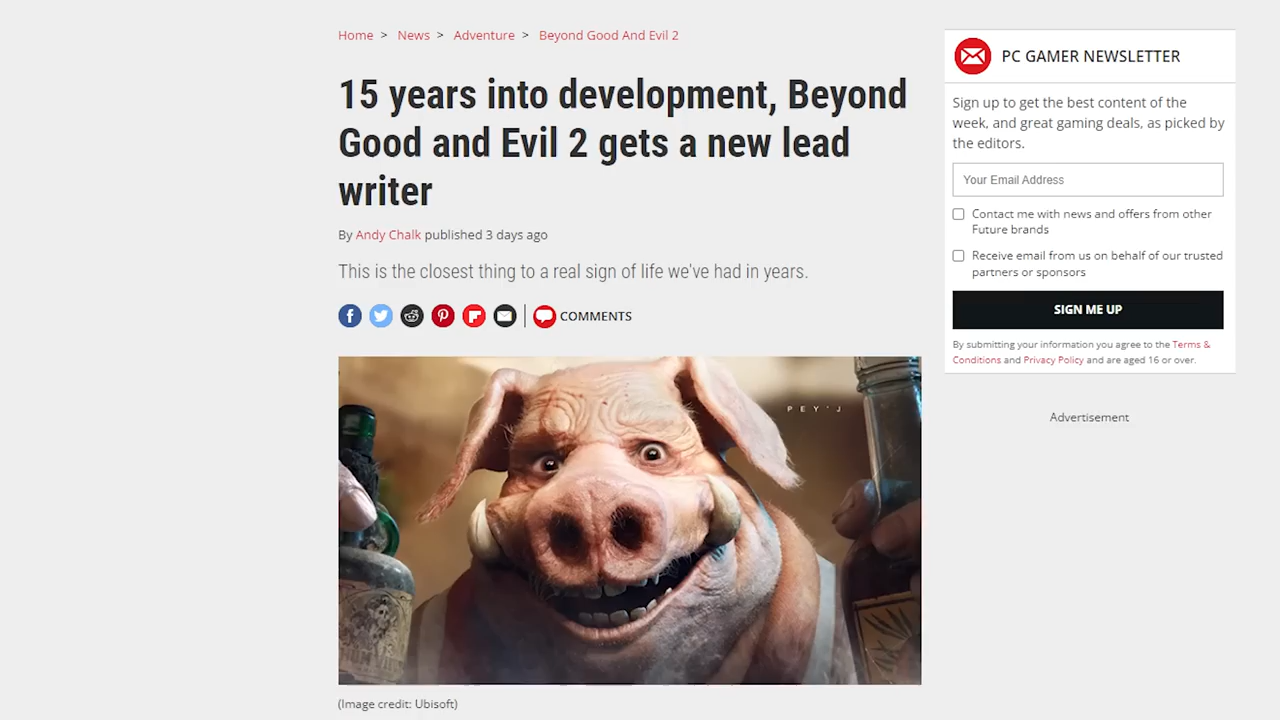 Home > News > Adventure > Beyond Good And Evil 2
15 years into development, Beyond
Good and Evil 2 gets a new lead
writer
By Andy Chalk published 3 days ago
This is the closest thing to a real sign of life we've had in years.
COMMENTS
PEY'J
(Image credit: Ubisoft)
PC GAMER NEWSLETTER
Sign up to get the best content of the
week, and great gaming deals, as picked by
the editors.
Your Email Address
Contact me with news and offers from other
Future brands
Receive email from us on behalf of our trusted
partners or sponsors
SIGN ME UP
By submitting your information you agree to the Terms &
Conditions and Privacy Policy and are aged 16 or over.
Advertisement